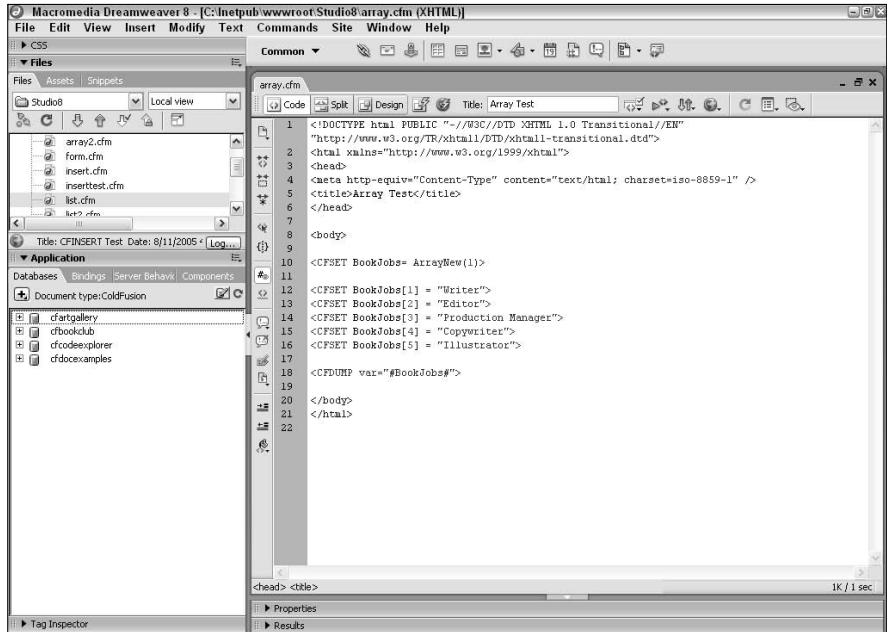 Macromedia Dreamweaver 8 - [C:\Inetpub\wwwroot\Studio8\array.cfm (XHTML)]
File Edit View Insert Modify Text Commands Site Window Help
CSS
Files
Files Assets Snippets
Studio8 Local view
array2.cfm
form.cfm
insert.cfm
inserttest.cfm
list.cfm
list2.cfm
Title: CFINSERT Test Date: 8/11/2005 Log...
Application
Databases Bindings Server Behavi Components
Document type:ColdFusion
cfartgallery
cfbookclub
cfcodeexplorer
cfdocexamples
Tag Inspector
Common
array.cfm
Code Split Design Title: Array Test
1 <!DOCTYPE html PUBLIC "-//W3C//DTD XHTML 1.0 Transitional//EN"
"http://www.w3.org/TR/xhtml1/DTD/xhtml1-transitional.dtd">
2 <html xmlns="http://www.w3.org/1999/xhtml">
3 <head>
4 <meta http-equiv="Content-Type" content="text/html; charset=iso-8859-1" />
5 <title>Array Test</title>
6 </head>
7
8 <body>
9
10 <CFSET BookJobs= ArrayNew(1)>
11
12 <CFSET BookJobs[1] = "Writer">
13 <CFSET BookJobs[2] = "Editor">
14 <CFSET BookJobs[3] = "Production Manager">
15 <CFSET BookJobs[4] = "Copywriter">
16 <CFSET BookJobs[5] = "Illustrator">
17
18 <CFDUMP var="#BookJobs#">
19
20 </body>
21 </html>
22
<head> <title> 1K / 1 sec
Properties
Results